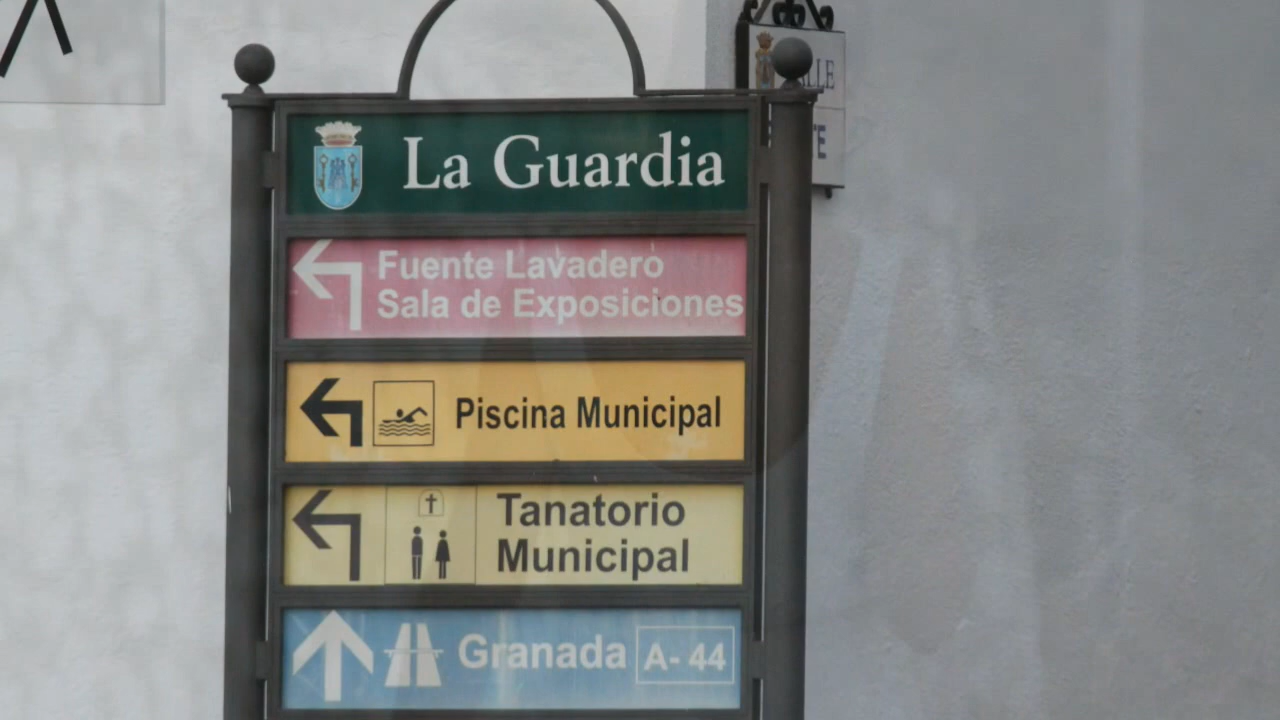 La Guardia
Fuente Lavadero
Sala de Exposiciones
Piscina Municipal
Tanatorio
Municipal
Granada A-44